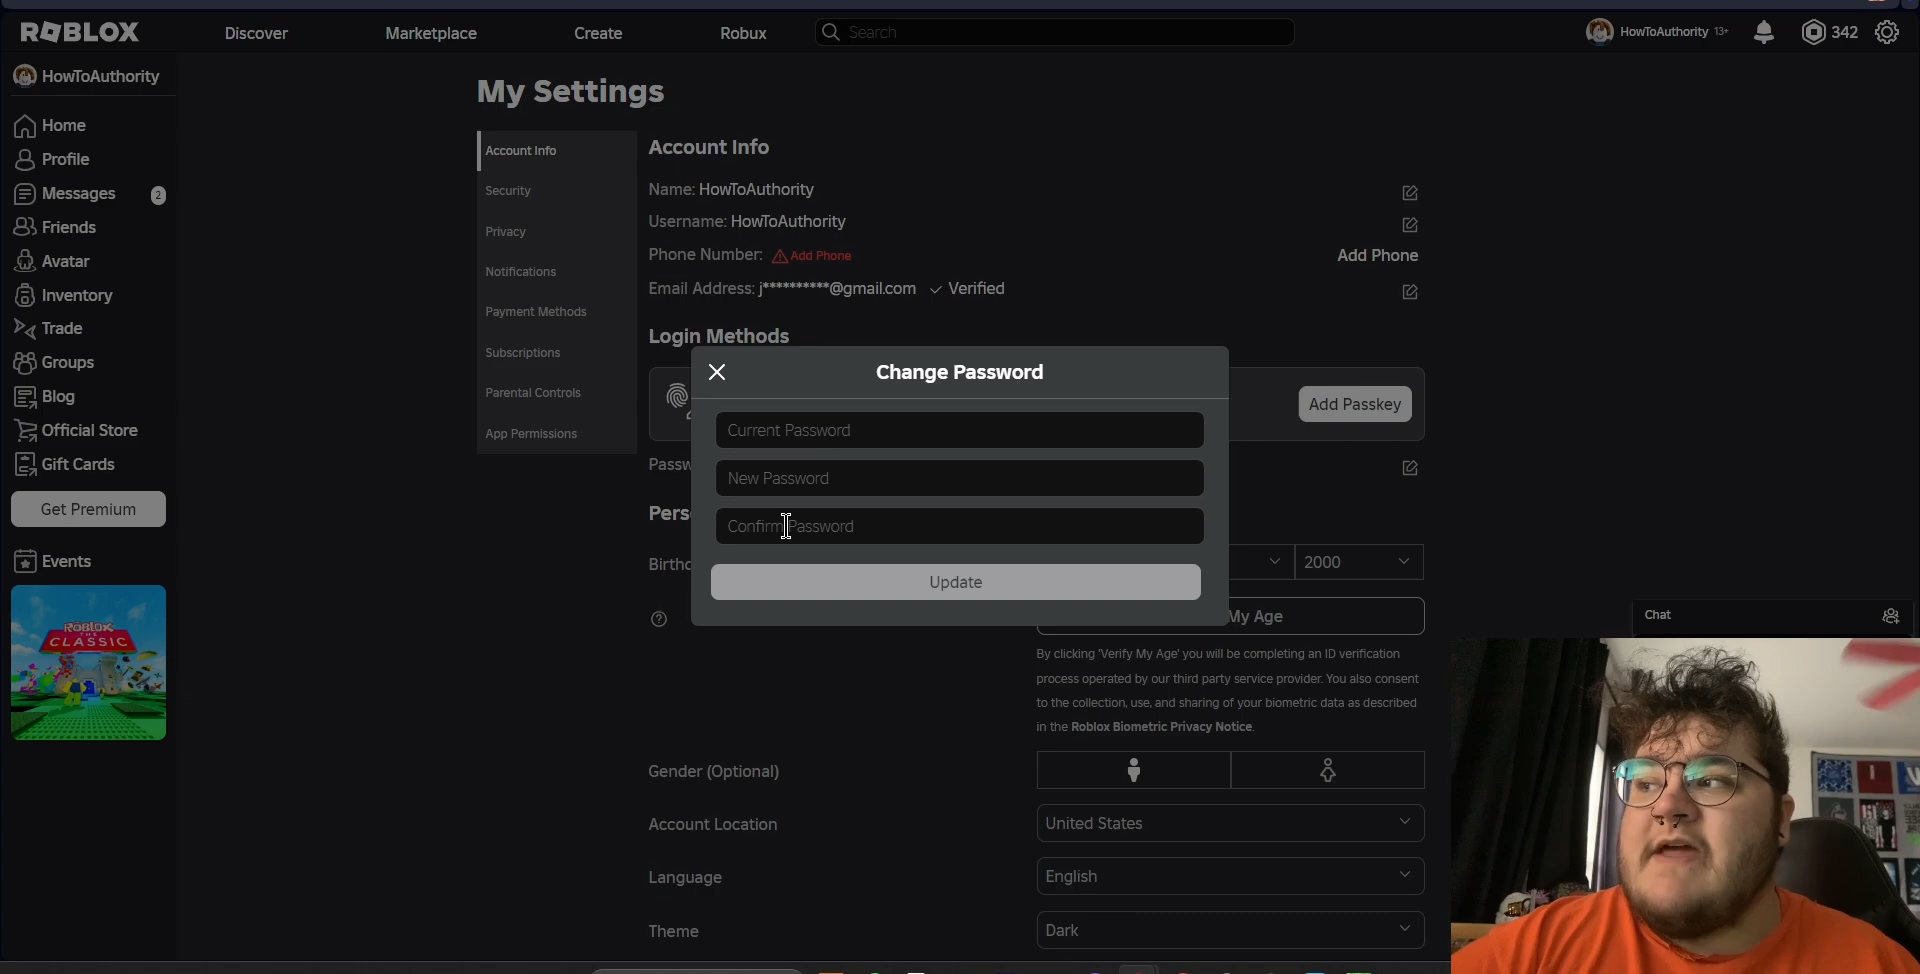 ROBLOX
Discover
Marketplace
Create
Robux
Search
HowToAuthority 13+
342
HowToAuthority
Home
Profile
Messages
2
Friends
Avatar
Inventory
Trade
Groups
Blog
Official Store
Gift Cards
Get Premium
Events
ROBLOX
THE
CLASSIC
My Settings
Account Info
Security
Privacy
Notifications
Payment Methods
Subscriptions
Parental Controls
App Permissions
Account Info
Name: HowToAuthority
Username: HowToAuthority
Phone Number: Add Phone
Add Phone
Email Address: j**********@gmail.com Verified
Login Methods
Add Passkey
Passw
Change Password
Current Password
New Password
Confirm Password
Update
Pers
Birthd
2000
My Age
By clicking 'Verify My Age' you will be completing an ID verification
process operated by our third party service provider. You also consent
to the collection, use, and sharing of your biometric data as described
in the Roblox Biometric Privacy Notice.
Gender (Optional)
Account Location
United States
Language
English
Theme
Dark
Chat